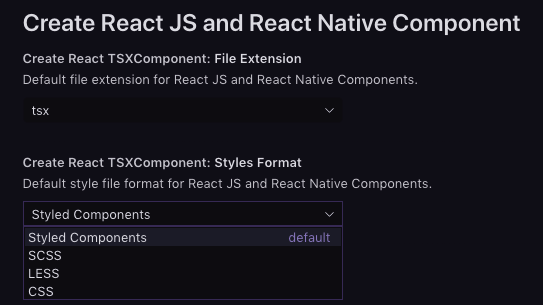 Create React JS and React Native Component
Create React TSXComponent: File Extension
Default file extension for React JS and React Native Components.
tsx
Create React TSXComponent: Styles Format
Default style file format for React JS and React Native Components.
Styled Components
Styled Components default
SCSS
LESS
CSS